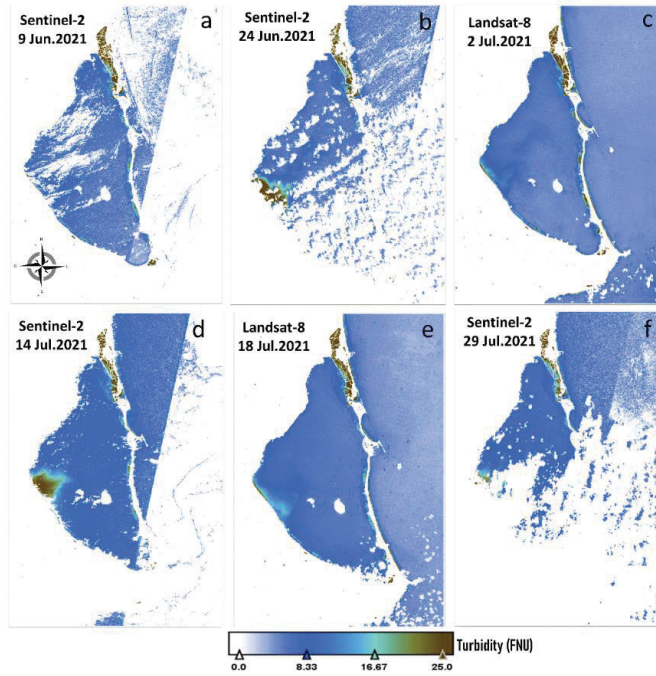 Sentinel-2
9 Jun.2021
a
Sentinel-2
24 Jun.2021
b
Landsat-8
2 Jul.2021
c
Sentinel-2
14 Jul.2021
d
Landsat-8
18 Jul.2021
e
Sentinel-2
29 Jul.2021
f
Turbidity (FNU)
0.0 8.33 16.67 25.0